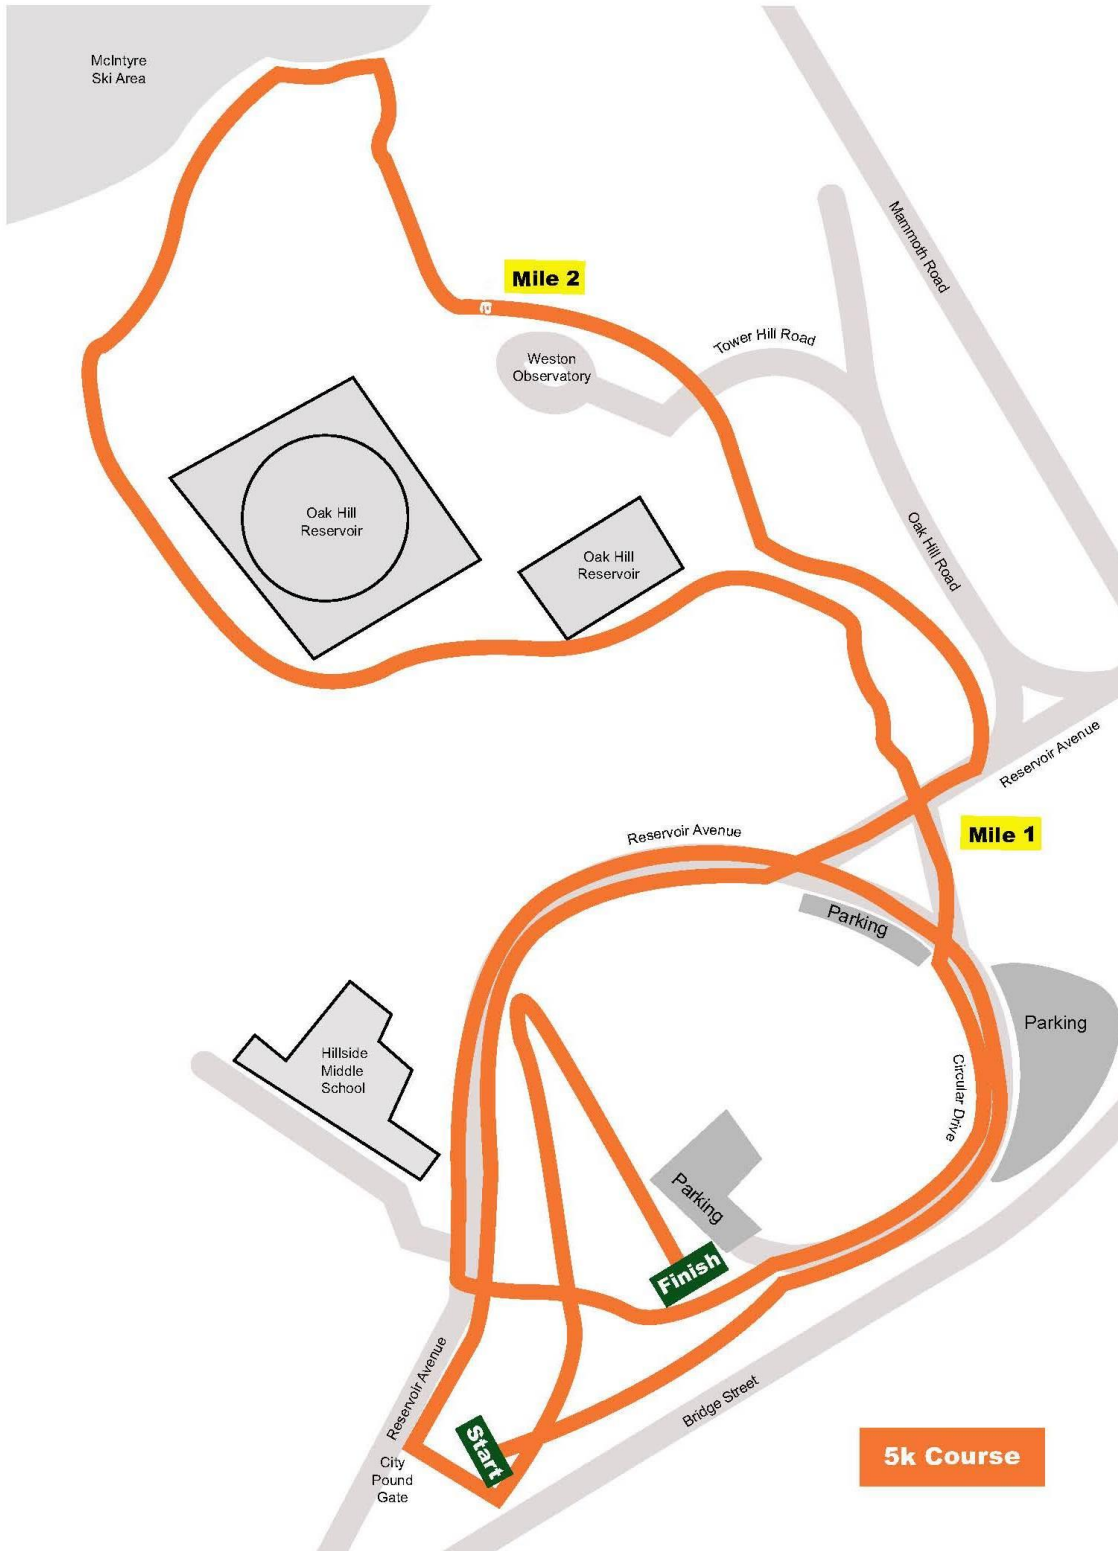 McIntyre
Ski Area
Mammoth Road
Mile 2
a
Tower Hill Road
Weston
Observatory
Oak Hill
Reservoir
Oak Hill Road
Oak Hill
Reservoir
Reservoir Avenue
Mile 1
Reservoir Avenue
Parking
Parking
Hillside
Middle
School
Circular Drive
Parking
Finish
Reservoir Avenue
Bridge Street
Start
City
Pound
Gate
5k Course